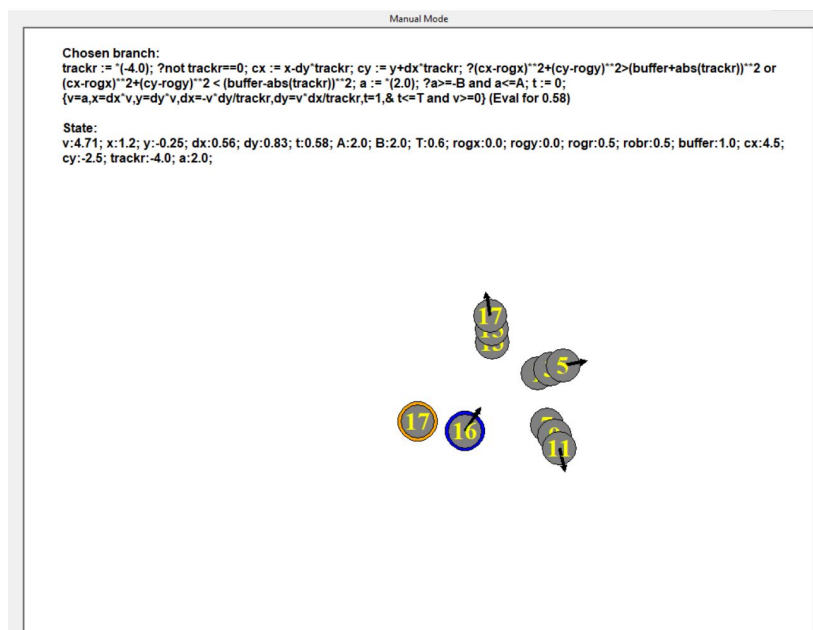 Manual Mode
Chosen branch:
trackr := *(-4.0); ?not trackr==0; cx := x-dy*trackr; cy := y+dx*trackr; ?(cx-rogx)**2+(cy-rogy)**2>(buffer+abs(trackr))**2 or
(cx-rogx)**2+(cy-rogy)**2 < (buffer-abs(trackr))**2; a := *(2.0); ?a>=-B and a<=A; t := 0;
{v=a,x=dx*v,y=dy*v,dx=-v*dy/trackr,dy=v*dx/trackr,t=1,& t<=T and v>=0} (Eval for 0.58)
State:
v:4.71; x:1.2; y:-0.25; dx:0.56; dy:0.83; t:0.58; A:2.0; B:2.0; T:0.6; rogx:0.0; rogy:0.0; rogr:0.5; robr:0.5; buffer:1.0; cx:4.5;
cy:-2.5; trackr:-4.0; a:2.0;
17
5
17
16
11